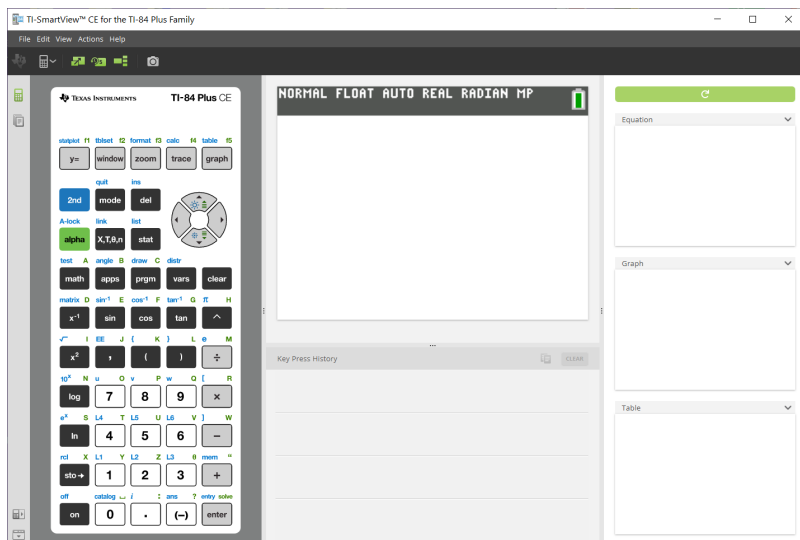 TI-SmartView™ CE for the TI-84 Plus Family
File Edit View Actions Help
TEXAS INSTRUMENTS TI-84 Plus CE
statplot f1 tblset f2 format f3 calc f4 table f5
y= window zoom trace graph
quit ins
2nd mode del
A-lock link list
alpha X,T,θ,n stat
test A angle B draw C distr
math apps prgm vars clear
matrix D sin⁻¹ E cos⁻¹ F tan⁻¹ G π H
x⁻¹ sin cos tan ^
√ I EE J { K } L e M
x² , ( ) ÷
10ˣ N u O v P w Q [ R
log 7 8 9 ×
eˣ S L4 T L5 U L6 V ] W
ln 4 5 6 −
rcl X L1 Y L2 Z L3 θ mem “
sto→ 1 2 3 +
off catalog ⎵ i : ans ? entry solve
on 0 . (−) enter
NORMAL FLOAT AUTO REAL RADIAN MP
Key Press History
CLEAR
Equation
Graph
Table